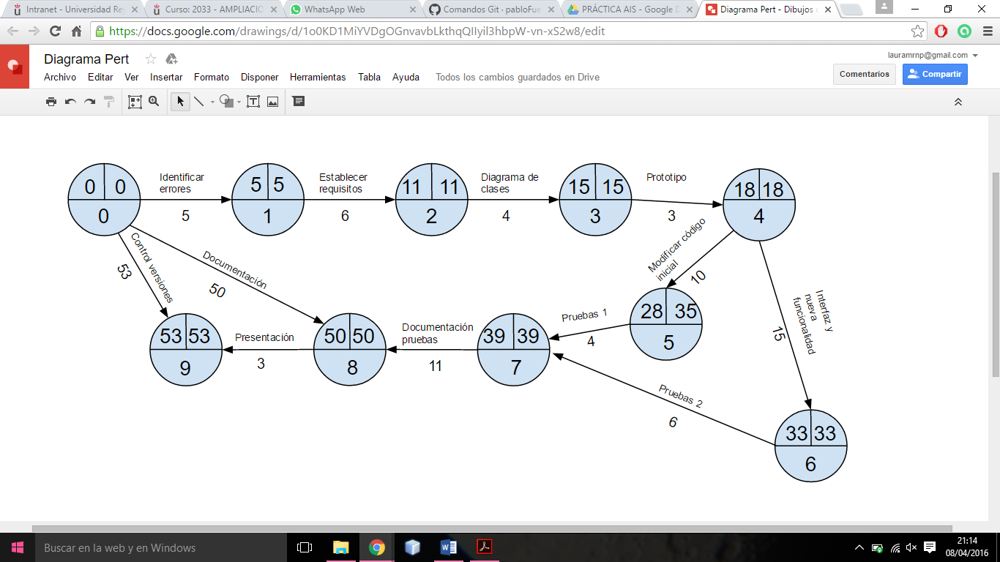 Intranet - Universidad Re
Curso: 2033 - AMPLIACIO
WhatsApp Web
Comandos Git · pabloFue
PRÁCTICA AIS - Google D
Diagrama Pert - Dibujos
https://docs.google.com/drawings/d/1o0KD1MiYVDgOGnvavbLkthqQIIyil3hbpW-vn-xS2w8/edit
Diagrama Pert
lauramrnp@gmail.com
Archivo Editar Ver Insertar Formato Disponer Herramientas Tabla Ayuda Todos los cambios guardados en Drive
Comentarios
Compartir
0 0
0
Identificar
errores
5
5 5
1
Establecer
requisitos
6
11 11
2
Diagrama de
clases
4
15 15
3
Prototipo
3
18 18
4
Control versiones
53
Documentación
50
Modificar código
inicial
10
Interfaz y
nueva
funcionalidad
15
53 53
9
Presentación
3
50 50
8
Documentación
pruebas
11
39 39
7
Pruebas 1
4
28 35
5
Pruebas 2
6
33 33
6
Buscar en la web y en Windows
21:14
08/04/2016